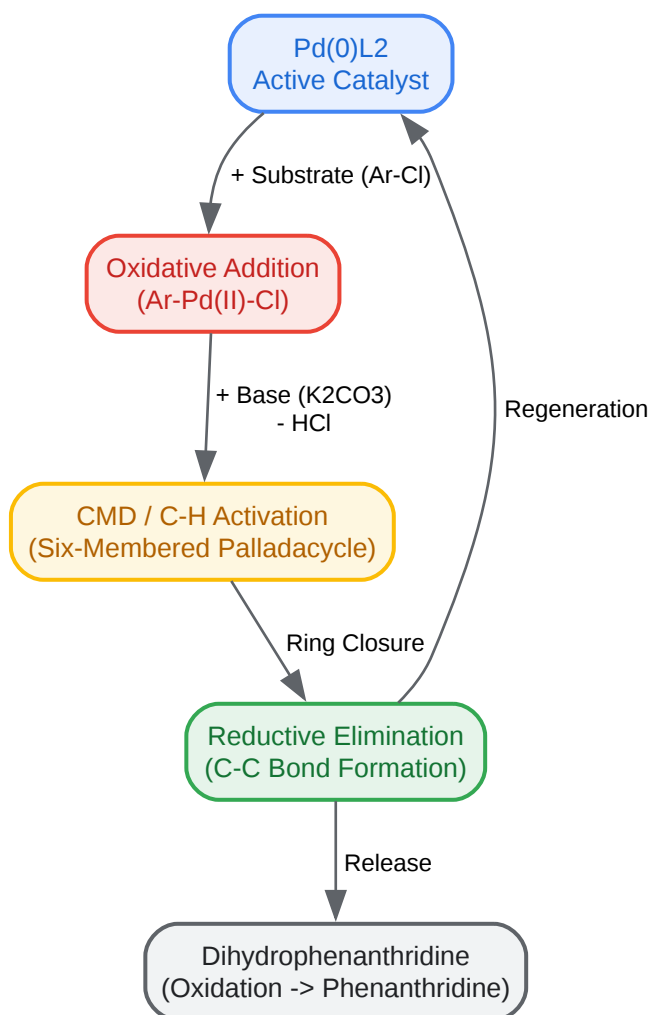 Pd(0)L2
Active Catalyst
+ Substrate (Ar-Cl)
Oxidative Addition
(Ar-Pd(II)-Cl)
+ Base (K2CO3)
- HCl
Regeneration
CMD / C-H Activation
(Six-Membered Palladacycle)
Ring Closure
Reductive Elimination
(C-C Bond Formation)
Release
Dihydrophenanthridine
(Oxidation -> Phenanthridine)